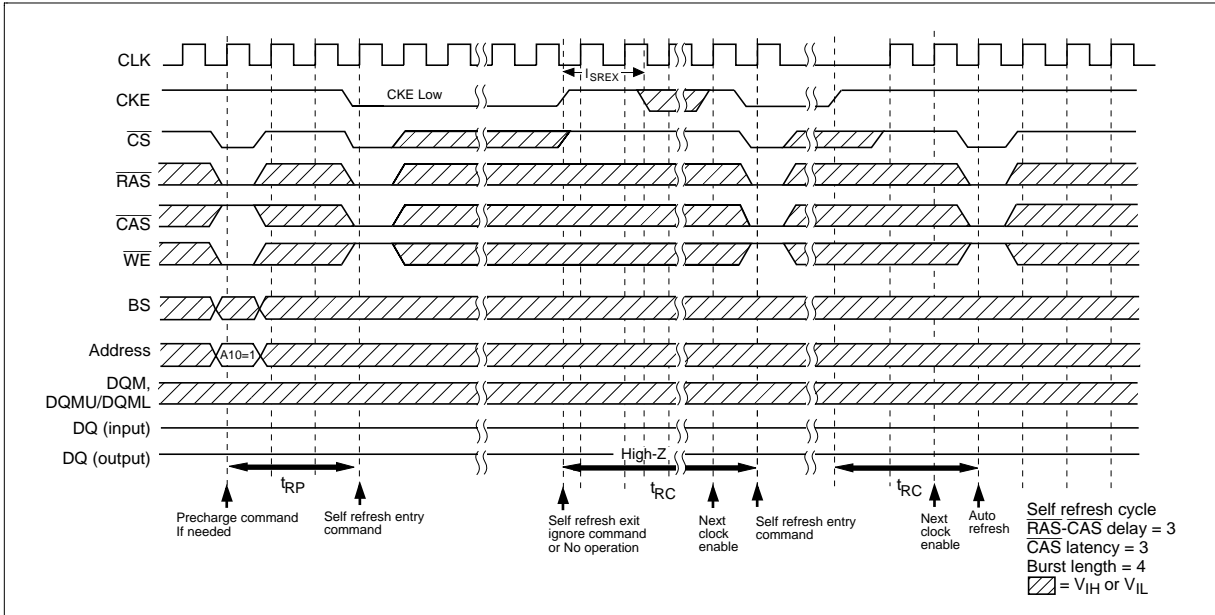 CLK
I SREX
CKE
CKE Low
CS
RAS
CAS
WE
BS
Address
A10=1
DQM,
DQMU/DQML
DQ (input)
DQ (output)
High-Z
tRP
tRC
tRC
Precharge command
If needed
Self refresh entry
command
Self refresh exit
ignore command
or No operation
Next
clock
enable
Self refresh entry
command
Next
clock
enable
Auto
refresh
Self refresh cycle
RAS-CAS delay = 3
CAS latency = 3
Burst length = 4
= VIH or VIL